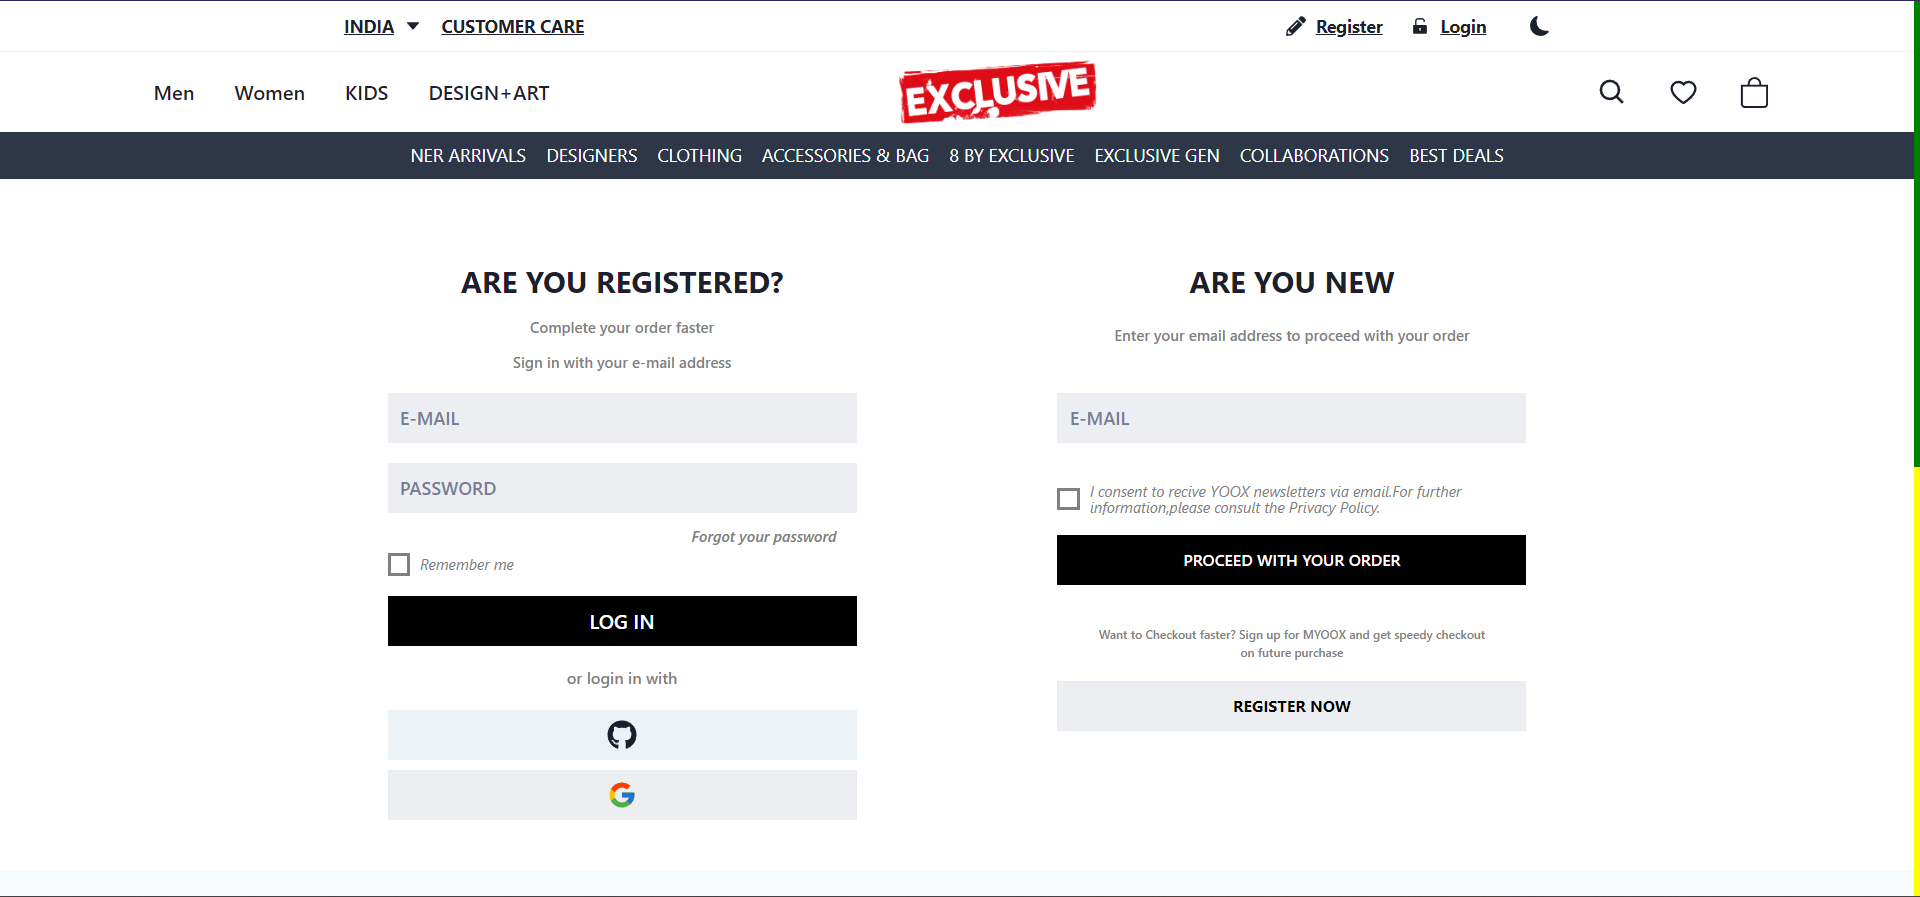 INDIA CUSTOMER CARE Register Login
Men Women KIDS DESIGN+ART EXCLUSIVE
NER ARRIVALS DESIGNERS CLOTHING ACCESSORIES & BAG 8 BY EXCLUSIVE EXCLUSIVE GEN COLLABORATIONS BEST DEALS
ARE YOU REGISTERED?
Complete your order faster
Sign in with your e-mail address
E-MAIL
PASSWORD
Forgot your password
Remember me
LOG IN
or login in with
ARE YOU NEW
Enter your email address to proceed with your order
E-MAIL
I consent to recive YOOX newsletters via email.For further
information,please consult the Privacy Policy.
PROCEED WITH YOUR ORDER
Want to Checkout faster? Sign up for MYOOX and get speedy checkout
on future purchase
REGISTER NOW